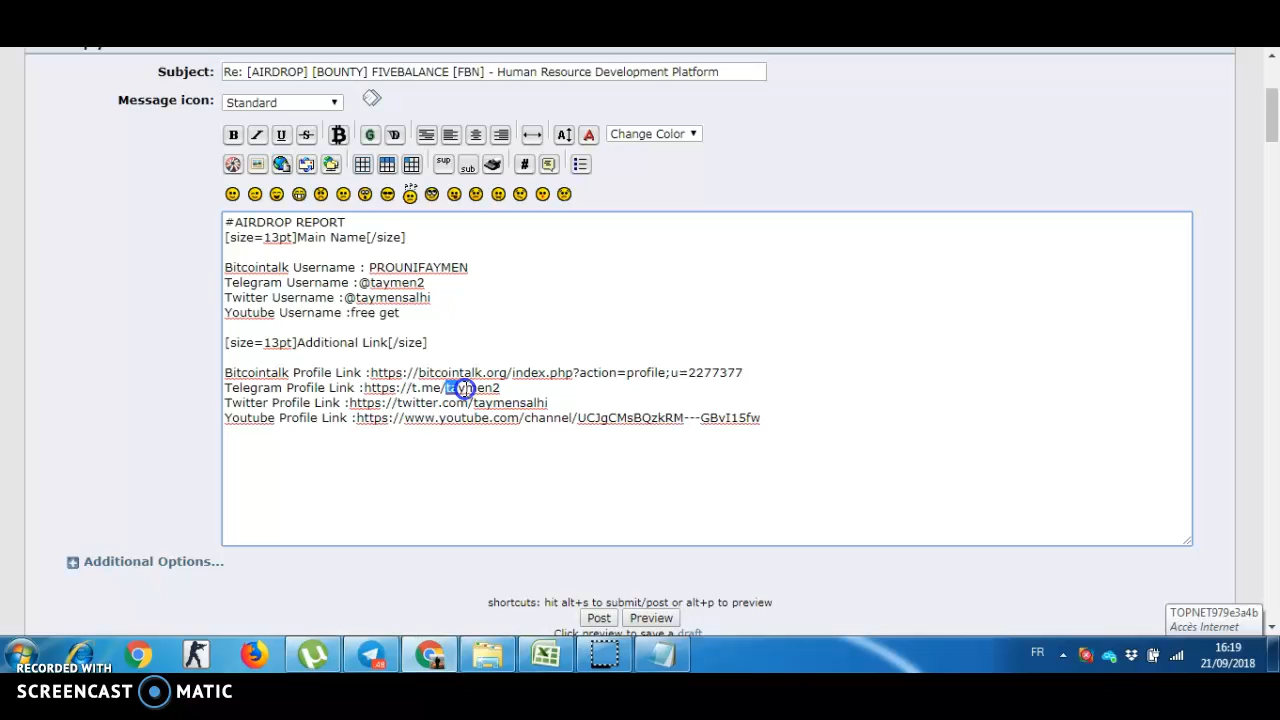 Subject: Re: [AIRDROP] [BOUNTY] FIVEBALANCE [FBN] - Human Resource Development Platform
Message icon: Standard
Change Color
#AIRDROP REPORT
[size=13pt]Main Name[/size]
Bitcointalk Username : PROUNIFAYMEN
Telegram Username :@taymen2
Twitter Username :@taymensalhi
Youtube Username :free get
[size=13pt]Additional Link[/size]
Bitcointalk Profile Link :https://bitcointalk.org/index.php?action=profile;u=2277377
Telegram Profile Link :https://t.me/taymen2
Twitter Profile Link :https://twitter.com/taymensalhi
Youtube Profile Link :https://www.youtube.com/channel/UCJgCMsBQzkRM---GBvI15fw
Additional Options...
shortcuts: hit alt+s to submit/post or alt+p to preview
Post Preview
Click preview to save a draft.
TOPNET979e3a4b
Accès Internet
FR
16:19
21/09/2018
RECORDED WITH
SCREENCAST MATIC